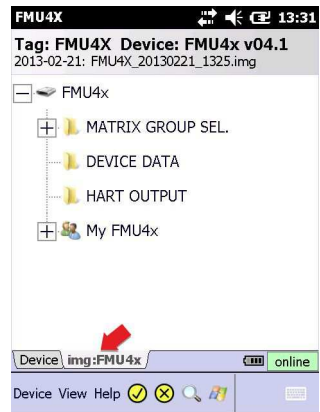 FMU4X 13:31
Tag: FMU4X Device: FMU4x v04.1
2013-02-21: FMU4X_20130221_1325.img
FMU4x
MATRIX GROUP SEL.
DEVICE DATA
HART OUTPUT
My FMU4x
Device img:FMU4x online
Device View Help